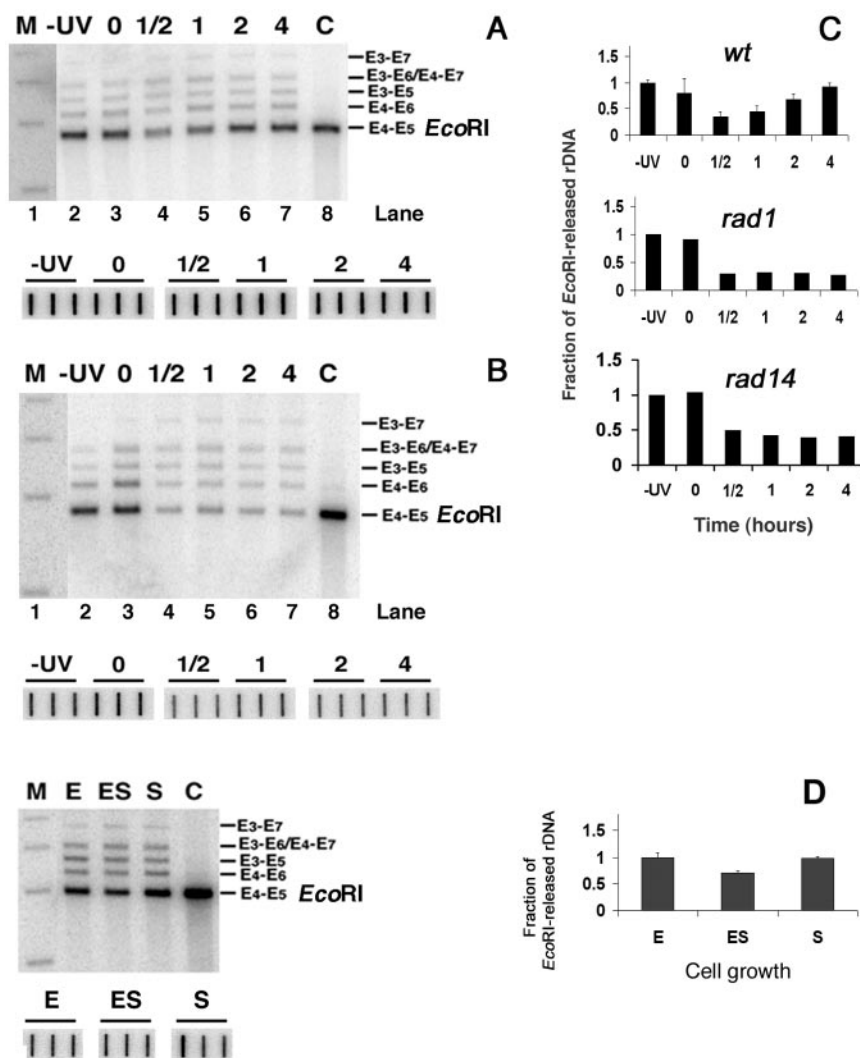 A
M -UV 0 1/2 1 2 4 C
E3-E7
E3-E6/E4-E7
E3-E5
E4-E6
E4-E5 EcoRI
1 2 3 4 5 6 7 8 Lane
-UV 0 1/2 1 2 4
B
M -UV 0 1/2 1 2 4 C
E3-E7
E3-E6/E4-E7
E3-E5
E4-E6
E4-E5 EcoRI
1 2 3 4 5 6 7 8 Lane
-UV 0 1/2 1 2 4
M E ES S C
E3-E7
E3-E6/E4-E7
E3-E5
E4-E6
E4-E5 EcoRI
E ES S
C
Fraction of EcoRI-released rDNA
wt
1.5
1
0.5
0
-UV 0 1/2 1 2 4
rad1
1.5
1
0.5
0
-UV 0 1/2 1 2 4
rad14
1.5
1
0.5
0
-UV 0 1/2 1 2 4
Time (hours)
D
Fraction of
EcoRI-released rDNA
1.5
1
0.5
0
E ES S
Cell growth